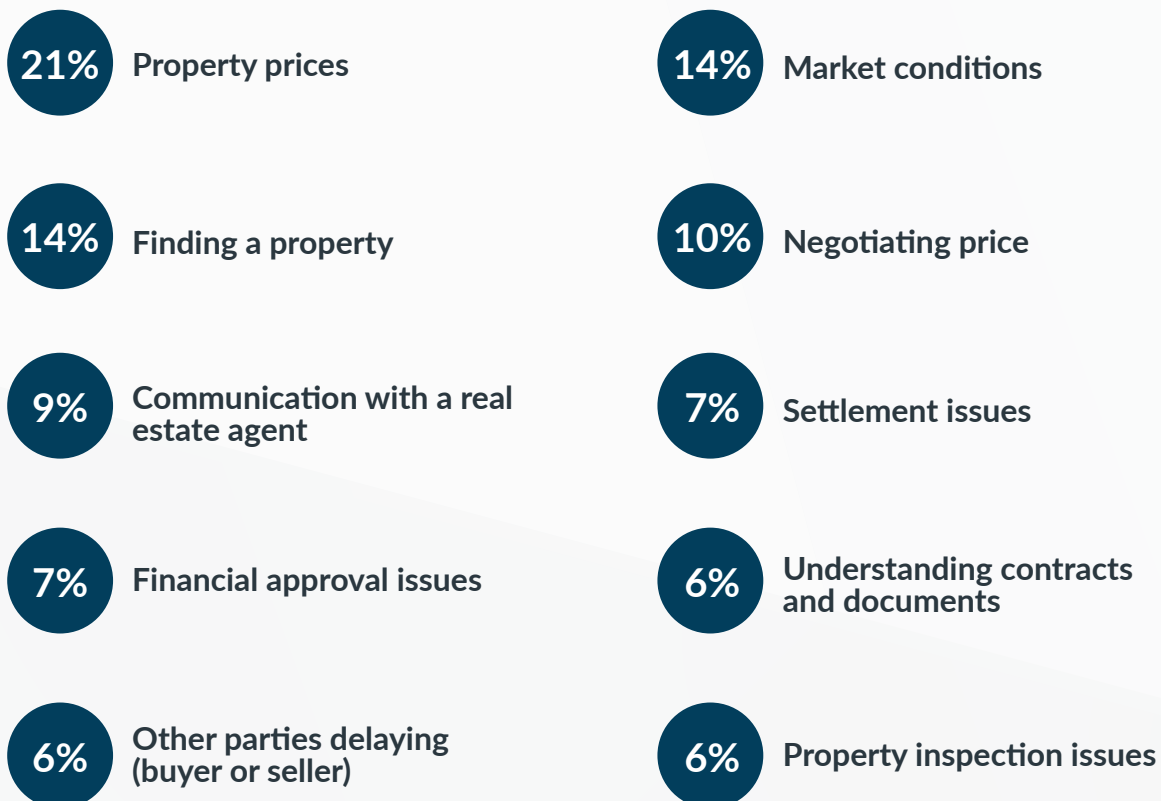 21% Property prices
14% Market conditions
14% Finding a property
10% Negotiating price
9% Communication with a real
estate agent
7% Settlement issues
7% Financial approval issues
6% Understanding contracts
and documents
6% Other parties delaying
(buyer or seller)
6% Property inspection issues